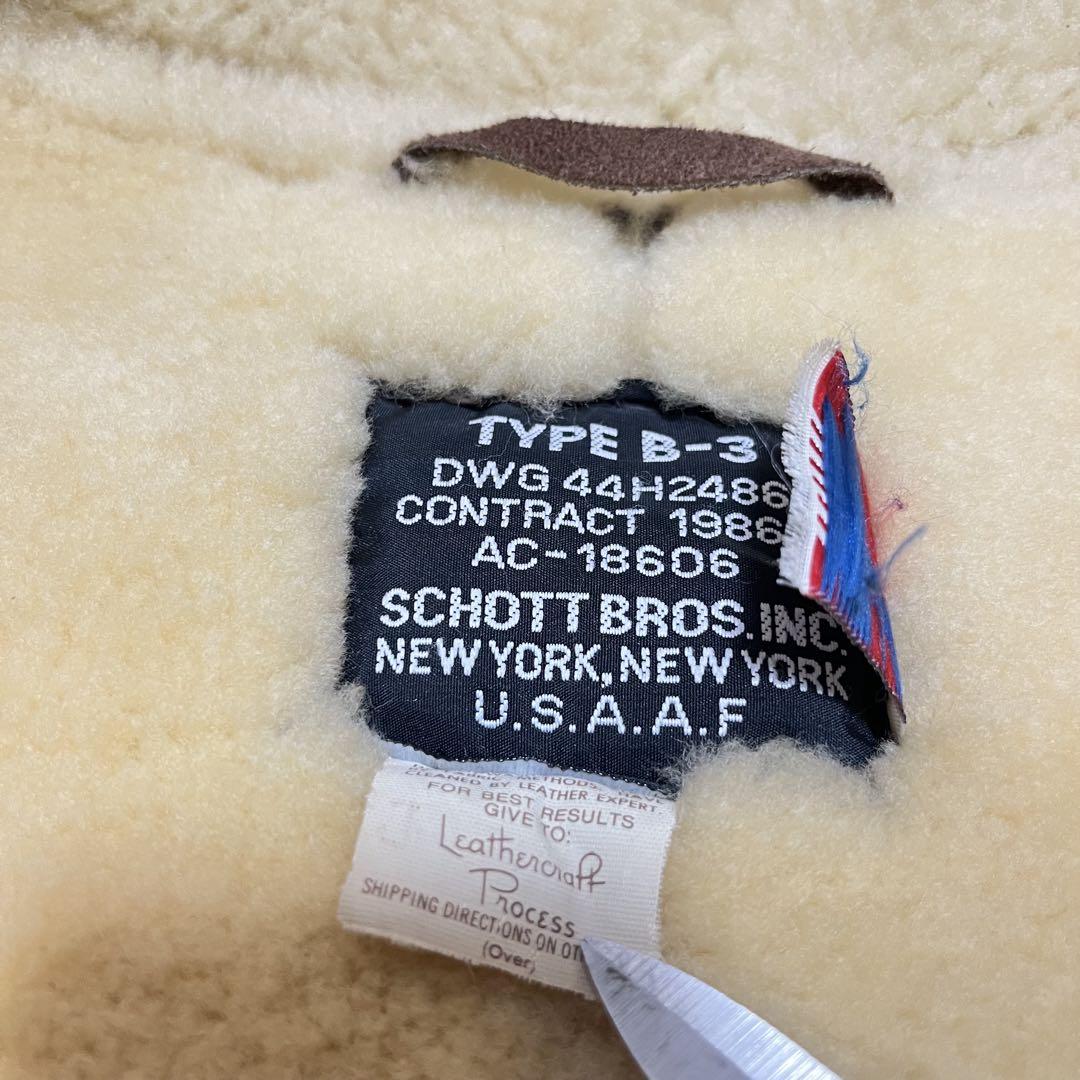 TYPE B-3
DWG 44H2486
CONTRACT 1986
AC-18606
SCHOTT BROS. INC.
NEW YORK, NEW YORK
U.S.A.A.F
CLEANED BY LEATHER EXPERT.
FOR BEST RESULTS
GIVE TO:
Leathercraft
Process
SHIPPING DIRECTIONS ON
(Over)